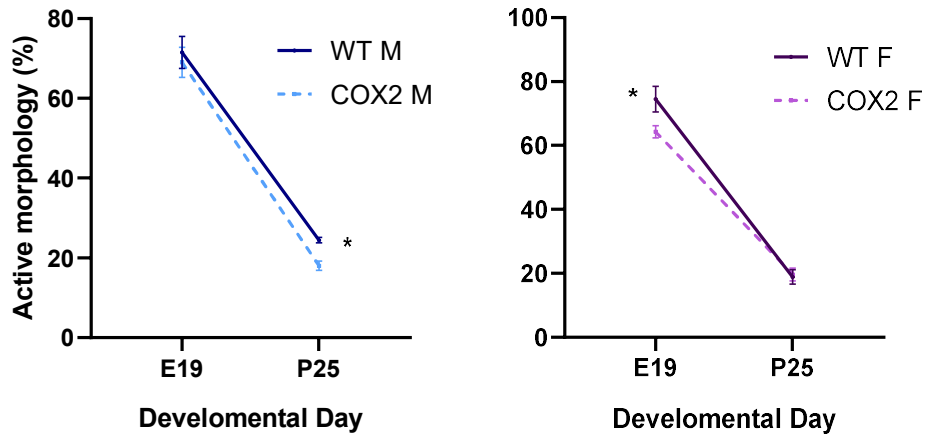 Active morphology (%)
80
60
40
20
0
E19
P25
Develomental Day
WT M
COX2 M
*
100
80
60
40
20
0
E19
P25
Develomental Day
WT F
COX2 F
*